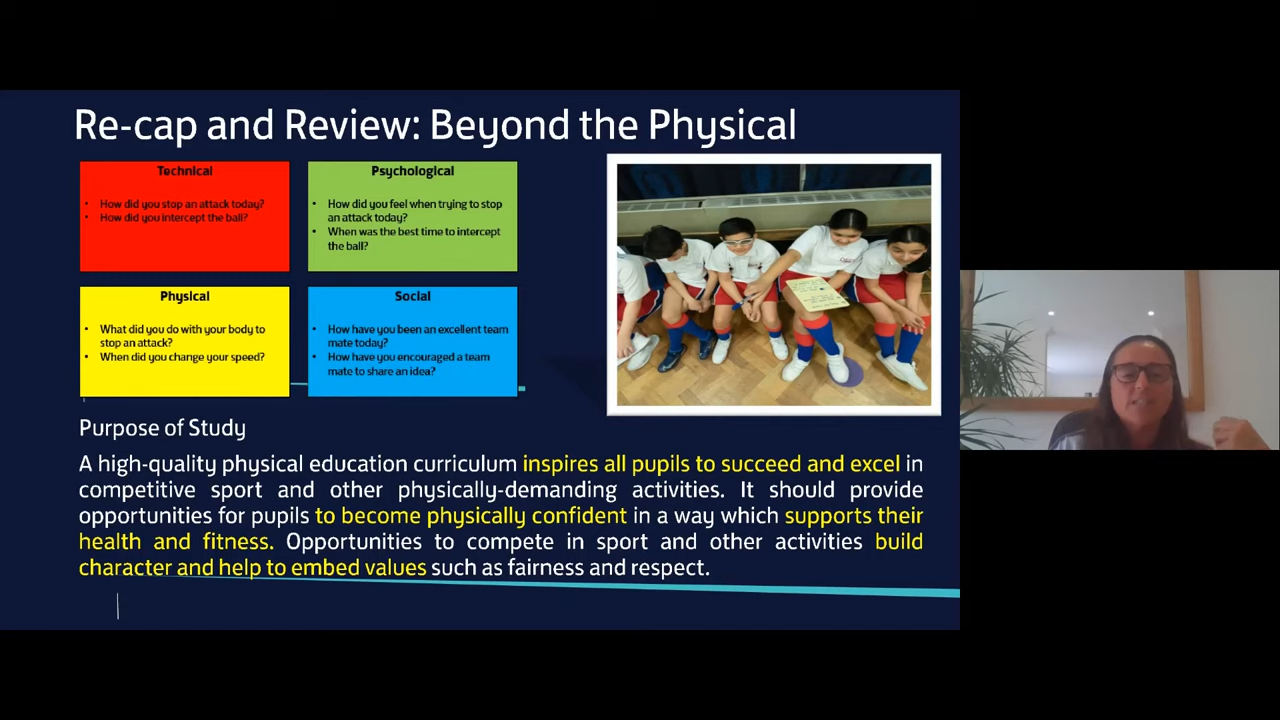 Re-cap and Review: Beyond the Physical
Technical
• How did you stop an attack today?
• How did you intercept the ball?
Psychological
• How did you feel when trying to stop
an attack today?
• When was the best time to intercept
the ball?
Physical
• What did you do with your body to
stop an attack?
• When did you change your speed?
Social
• How have you been an excellent team
mate today?
• How have you encouraged a team
mate to share an idea?
Purpose of Study
A high-quality physical education curriculum inspires all pupils to succeed and excel in
competitive sport and other physically-demanding activities. It should provide
opportunities for pupils to become physically confident in a way which supports their
health and fitness. Opportunities to compete in sport and other activities build
character and help to embed values such as fairness and respect.